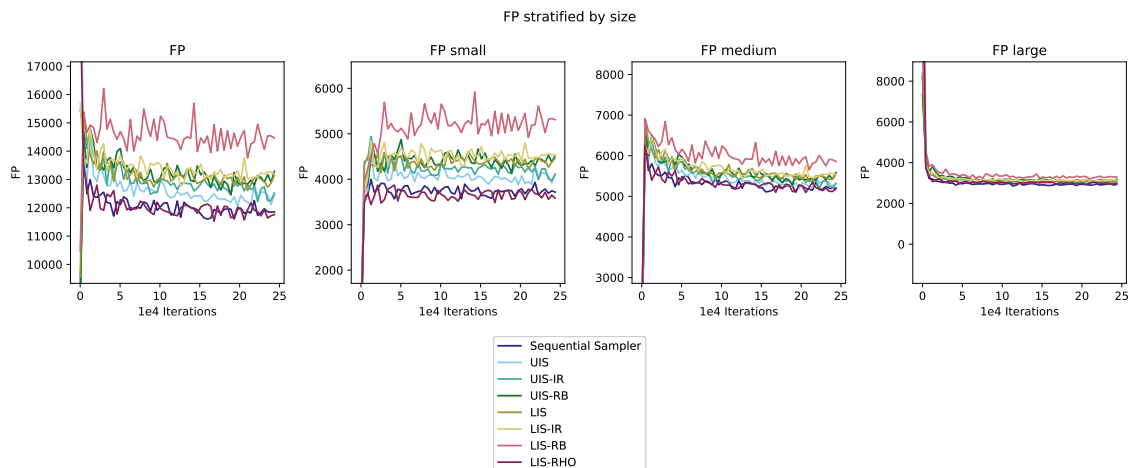 FP stratified by size
FP
FP
17000
16000
15000
14000
13000
12000
11000
10000
0 5 10 15 20 25
1e4 Iterations
FP small
FP
6000
5000
4000
3000
2000
0 5 10 15 20 25
1e4 Iterations
FP medium
FP
8000
7000
6000
5000
4000
3000
0 5 10 15 20 25
1e4 Iterations
FP large
FP
8000
6000
4000
2000
0
0 5 10 15 20 25
1e4 Iterations
Sequential Sampler
UIS
UIS-IR
UIS-RB
LIS
LIS-IR
LIS-RB
LIS-RHO